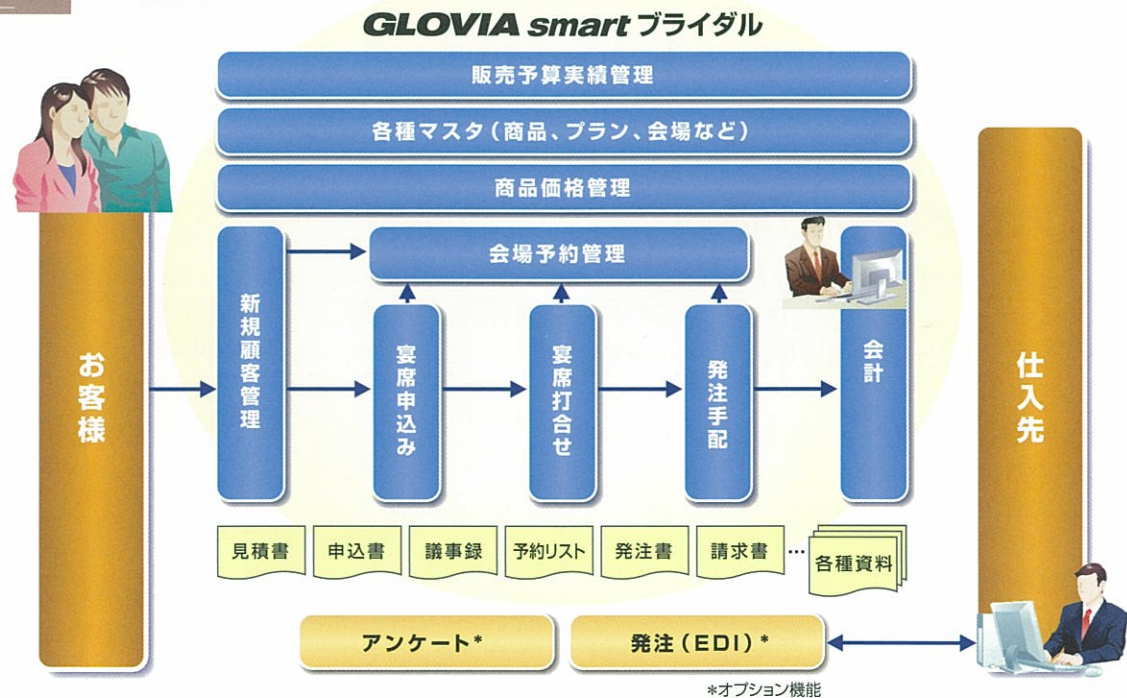 GLOVIA smart ブライダル
販売予算実績管理
各種マスタ（商品、プラン、会場など）
商品価格管理
会場予約管理
新規顧客管理
宴席申込み
宴席打合せ
発注手配
会計
お客様
仕入先
見積書
申込書
議事録
予約リスト
発注書
請求書
…
各種資料
アンケート*
発注（EDI）*
*オプション機能